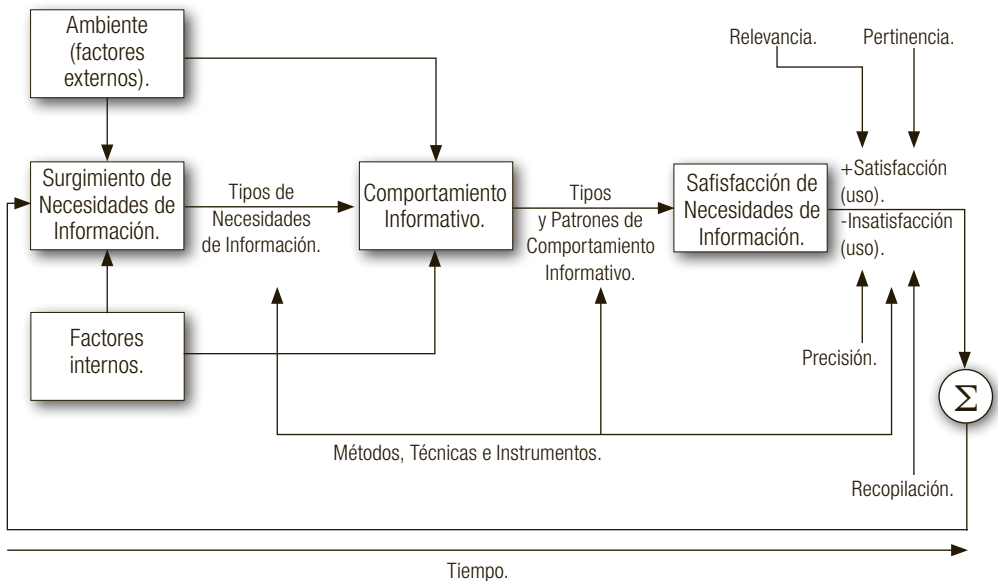 Ambiente
(factores
externos).
Relevancia.
Pertinencia.
Surgimiento de
Necesidades de
Información.
Tipos de
Necesidades
de Información.
Comportamiento
Informativo.
Tipos
y Patrones de
Comportamiento
Informativo.
Safisfacción de
Necesidades de
Información.
+Satisfacción
(uso).
-Insatisfacción
(uso).
Factores
internos.
Precisión.
Σ
Métodos, Técnicas e Instrumentos.
Recopilación.
Tiempo.